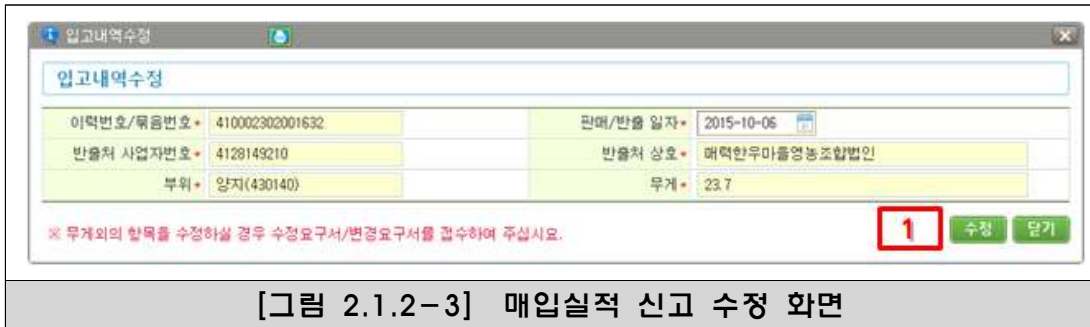 입고내역수정
입고내역수정
이력번호/묶음번호• 410002302001632 판매/반출 일자• 2015-10-06
반출처 사업자번호• 4128149210 반출처 상호• 매력한우마을영농조합법인
부위• 양지(430140) 무게• 23.7
※ 무게외의 항목을 수정하실 경우 수정요구서/변경요구서를 접수하여 주십시요. 1 수정 닫기
[그림 2.1.2-3] 매입실적 신고 수정 화면